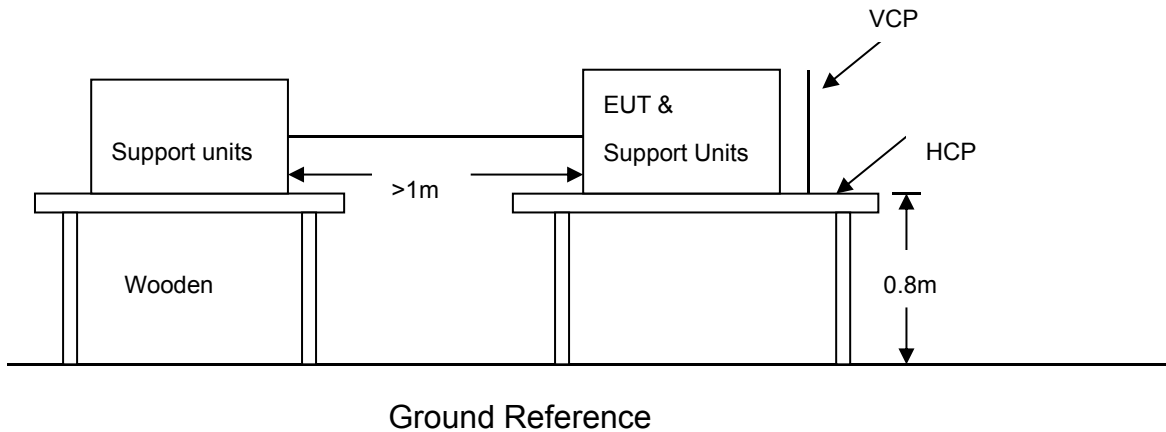 VCP
EUT &
Support units
Support Units
HCP
>1m
Wooden
0.8m
Ground Reference